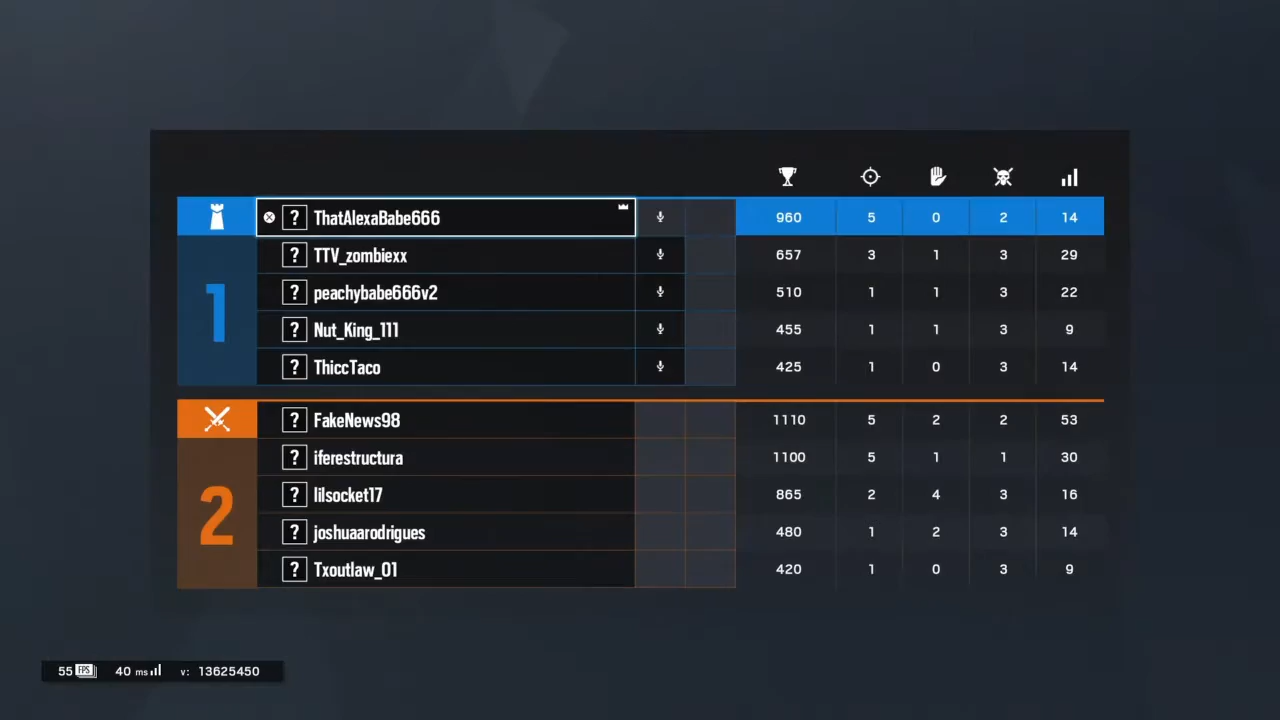 ThatAlexaBabe666 960 5 0 2 14
? TTV_zombiexx 657 3 1 3 29
? peachybabe666v2 510 1 1 3 22
1
? Nut_King_111 455 1 1 3 9
? ThiccTaco 425 1 0 3 14
? FakeNews98 1110 5 2 2 53
? iferestructura 1100 5 1 1 30
? lilsocket17 865 2 4 3 16
2
? joshuaarodrigues 480 1 2 3 14
? Txoutlaw_01 420 1 0 3 9
55 FPS 40 ms v: 13625450